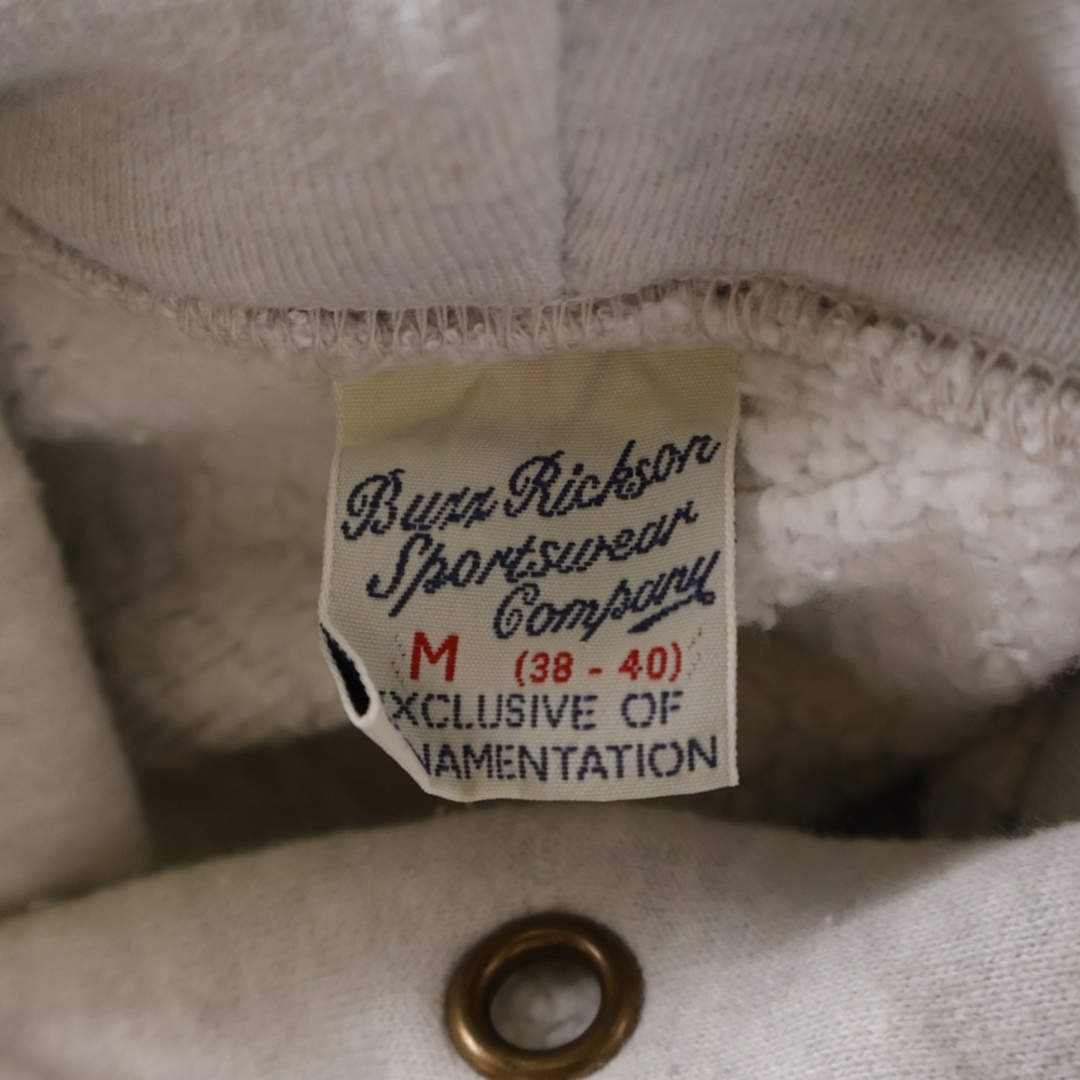 Buzz Rickson
Sportswear
Company
M (38 - 40)
EXCLUSIVE OF
NAMENTATION